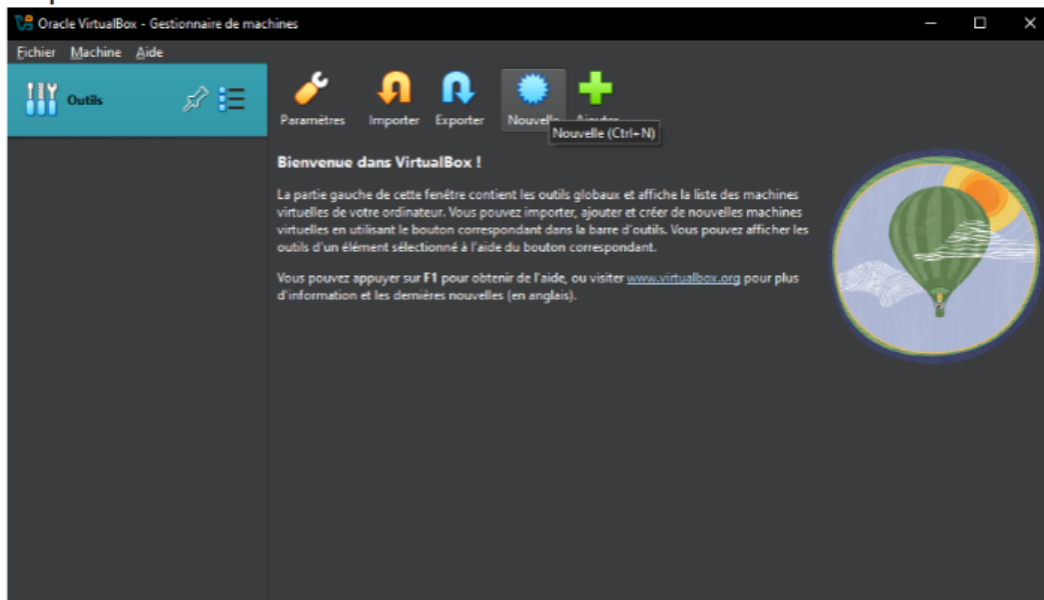 Oracle VirtualBox - Gestionnaire de machines
Fichier Machine Aide
Outils
Paramètres Importer Exporter Nouvelle Ajouter
Nouvelle (Ctrl+N)
Bienvenue dans VirtualBox !
La partie gauche de cette fenêtre contient les outils globaux et affiche la liste des machines
virtuelles de votre ordinateur. Vous pouvez importer, ajouter et créer de nouvelles machines
virtuelles en utilisant le bouton correspondant dans la barre d'outils. Vous pouvez afficher les
outils d'un élément sélectionné à l'aide du bouton correspondant.
Vous pouvez appuyer sur F1 pour obtenir de l'aide, ou visiter www.virtualbox.org pour plus
d'information et les dernières nouvelles (en anglais).